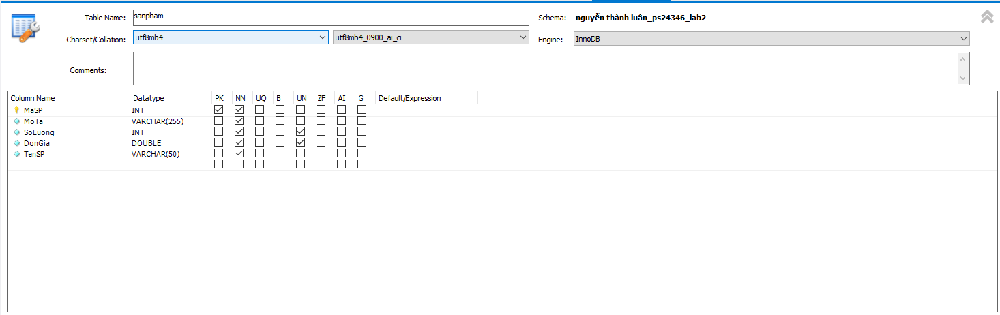 Table Name: sanpham Schema: nguyễn thành luân_ps24346_lab2
Charset/Collation: utf8mb4 utf8mb4_0900_ai_ci Engine: InnoDB
Comments:
Column Name Datatype PK NN UQ B UN ZF AI G Default/Expression
MaSP INT
MoTa VARCHAR(255)
SoLuong INT
DonGia DOUBLE
TenSP VARCHAR(50)